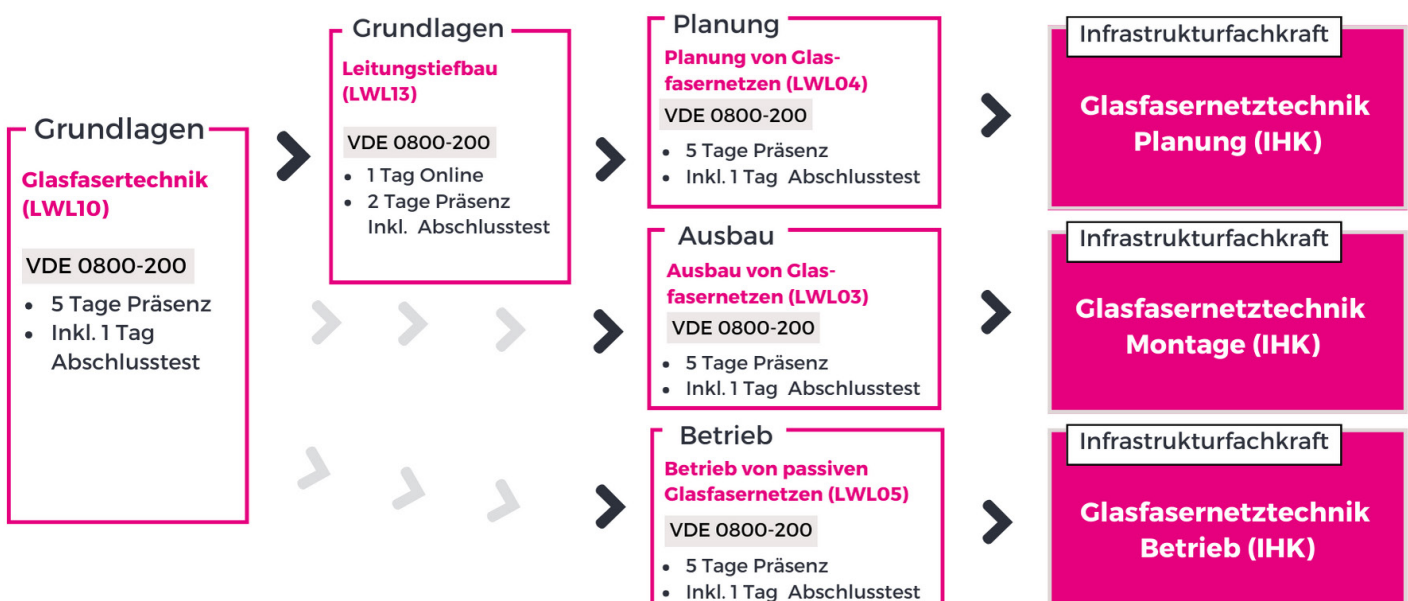 Grundlagen
Glasfasertechnik
(LWL10)
VDE 0800-200
• 5 Tage Präsenz
• Inkl. 1 Tag
Abschlusstest
Grundlagen
Leitungstiefbau
(LWL13)
VDE 0800-200
• 1 Tag Online
• 2 Tage Präsenz
Inkl. Abschlusstest
Planung
Planung von Glas-
fasernetzen (LWL04)
VDE 0800-200
• 5 Tage Präsenz
• Inkl. 1 Tag Abschlusstest
Infrastrukturfachkraft
Glasfasernetztechnik
Planung (IHK)
Ausbau
Ausbau von Glas-
fasernetzen (LWL03)
VDE 0800-200
• 5 Tage Präsenz
• Inkl. 1 Tag Abschlusstest
Infrastrukturfachkraft
Glasfasernetztechnik
Montage (IHK)
Betrieb
Betrieb von passiven
Glasfasernetzen (LWL05)
VDE 0800-200
• 5 Tage Präsenz
• Inkl. 1 Tag Abschlusstest
Infrastrukturfachkraft
Glasfasernetztechnik
Betrieb (IHK)